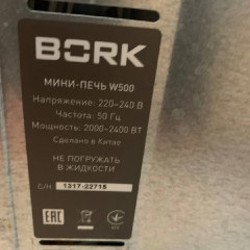 BORK
МИНИ-ПЕЧЬ W500
Напряжение: 220-240 В
Частота: 50 Гц
Мощность: 2000-2400 ВТ
Сделано в Китае
НЕ ПОГРУЖАТЬ
В ЖИДКОСТИ
С/Н: 1317-22715
EAC